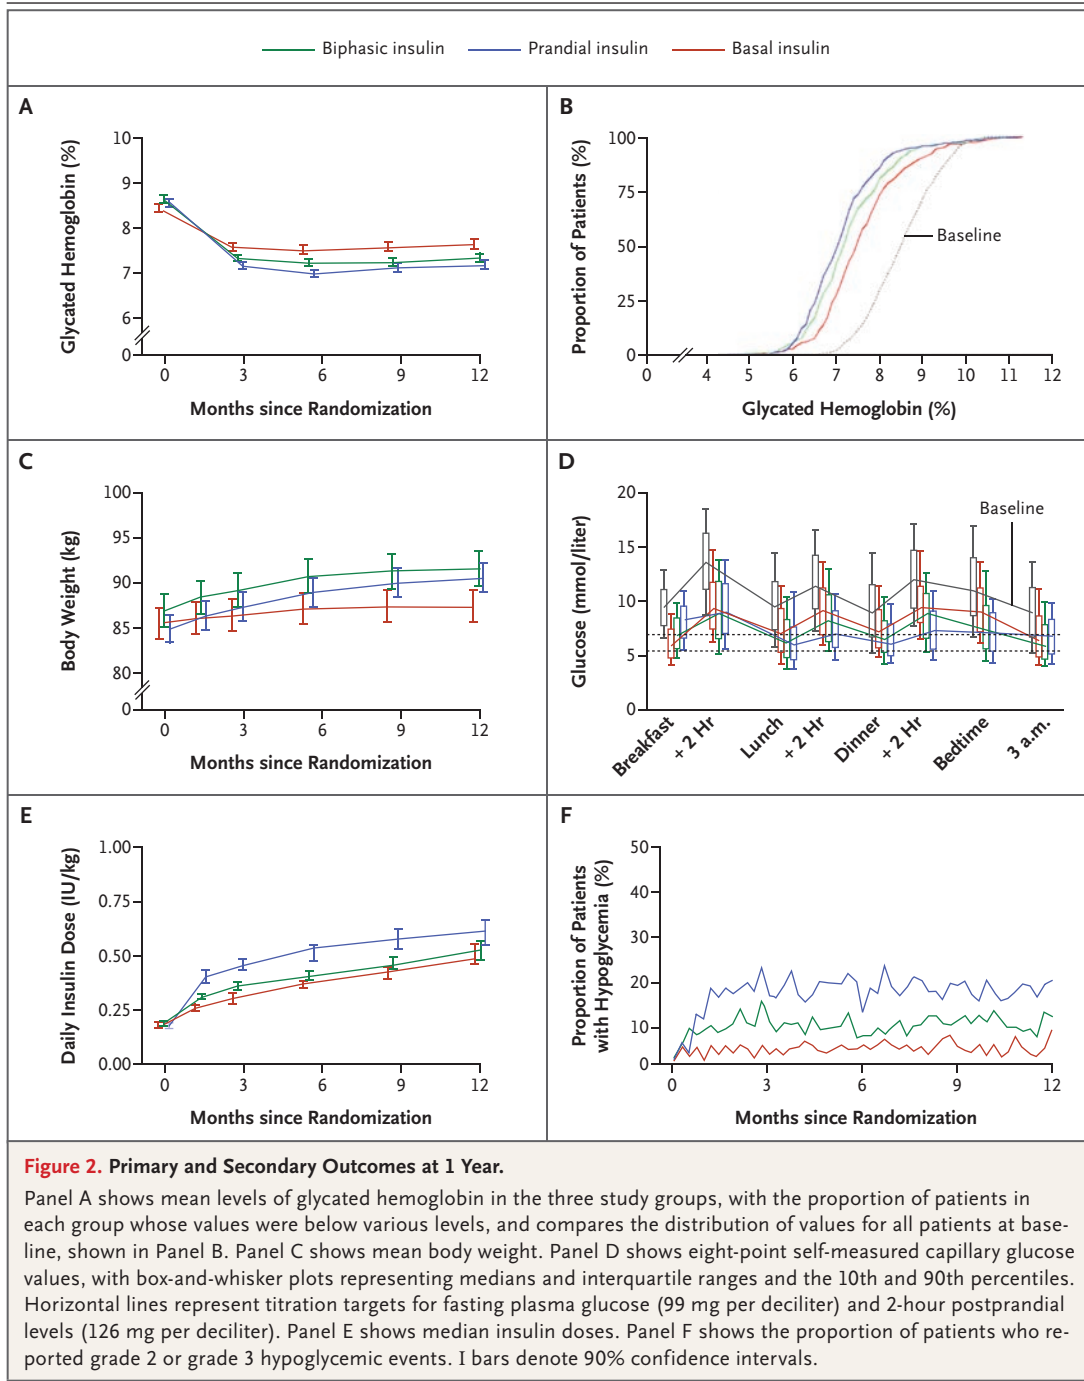 Biphasic insulin Prandial insulin Basal insulin
A
Glycated Hemoglobin (%)
10
9
8
7
6
0
0 3 6 9 12
Months since Randomization
B
Proportion of Patients (%)
100
75
50
25
0
Baseline
0 4 5 6 7 8 9 10 11 12
Glycated Hemoglobin (%)
C
Body Weight (kg)
100
95
90
85
80
0
0 3 6 9 12
Months since Randomization
D
Glucose (mmol/liter)
20
15
10
5
0
Baseline
Breakfast + 2 Hr Lunch + 2 Hr Dinner + 2 Hr Bedtime 3 a.m.
E
Daily Insulin Dose (IU/kg)
1.00
0.75
0.50
0.25
0.00
0 3 6 9 12
Months since Randomization
F
Proportion of Patients
with Hypoglycemia (%)
50
40
30
20
10
0
0 3 6 9 12
Months since Randomization
Figure 2. Primary and Secondary Outcomes at 1 Year.
Panel A shows mean levels of glycated hemoglobin in the three study groups, with the proportion of patients in
each group whose values were below various levels, and compares the distribution of values for all patients at base-
line, shown in Panel B. Panel C shows mean body weight. Panel D shows eight-point self-measured capillary glucose
values, with box-and-whisker plots representing medians and interquartile ranges and the 10th and 90th percentiles.
Horizontal lines represent titration targets for fasting plasma glucose (99 mg per deciliter) and 2-hour postprandial
levels (126 mg per deciliter). Panel E shows median insulin doses. Panel F shows the proportion of patients who re-
ported grade 2 or grade 3 hypoglycemic events. I bars denote 90% confidence intervals.